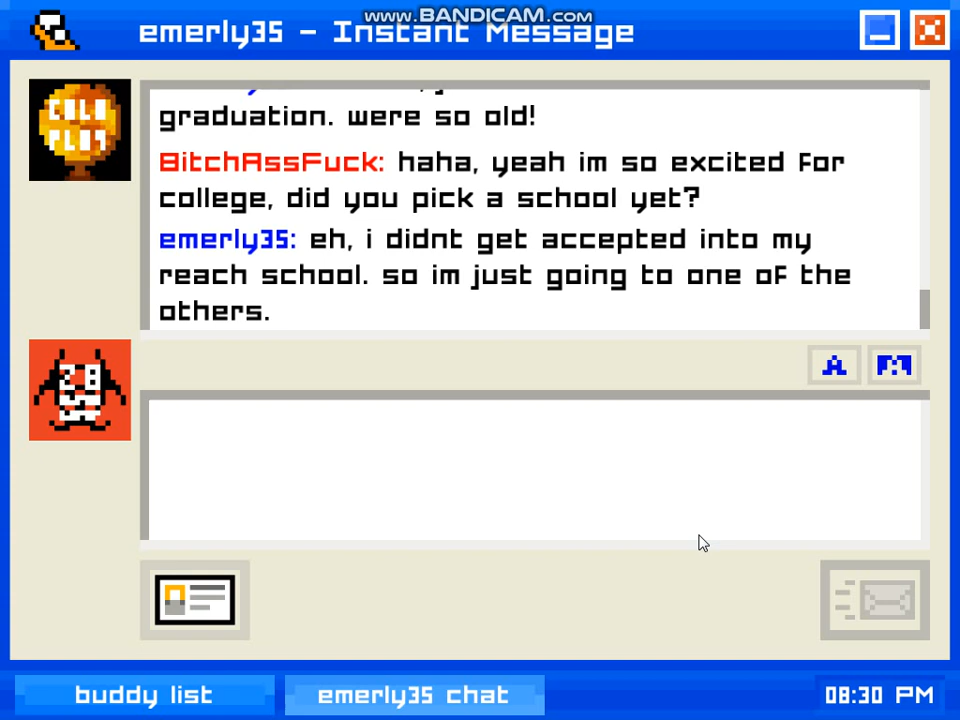 www.BANDICAM.com
emerly35 - Instant Message
COLD
PLAY
graduation. were so old!
BitchAssFuck: haha, yeah im so excited for
college, did you pick a school yet?
emerly35: eh, i didnt get accepted into my
reach school. so im just going to one of the
others.
A
buddy list
emerly35 chat
08:30 PM